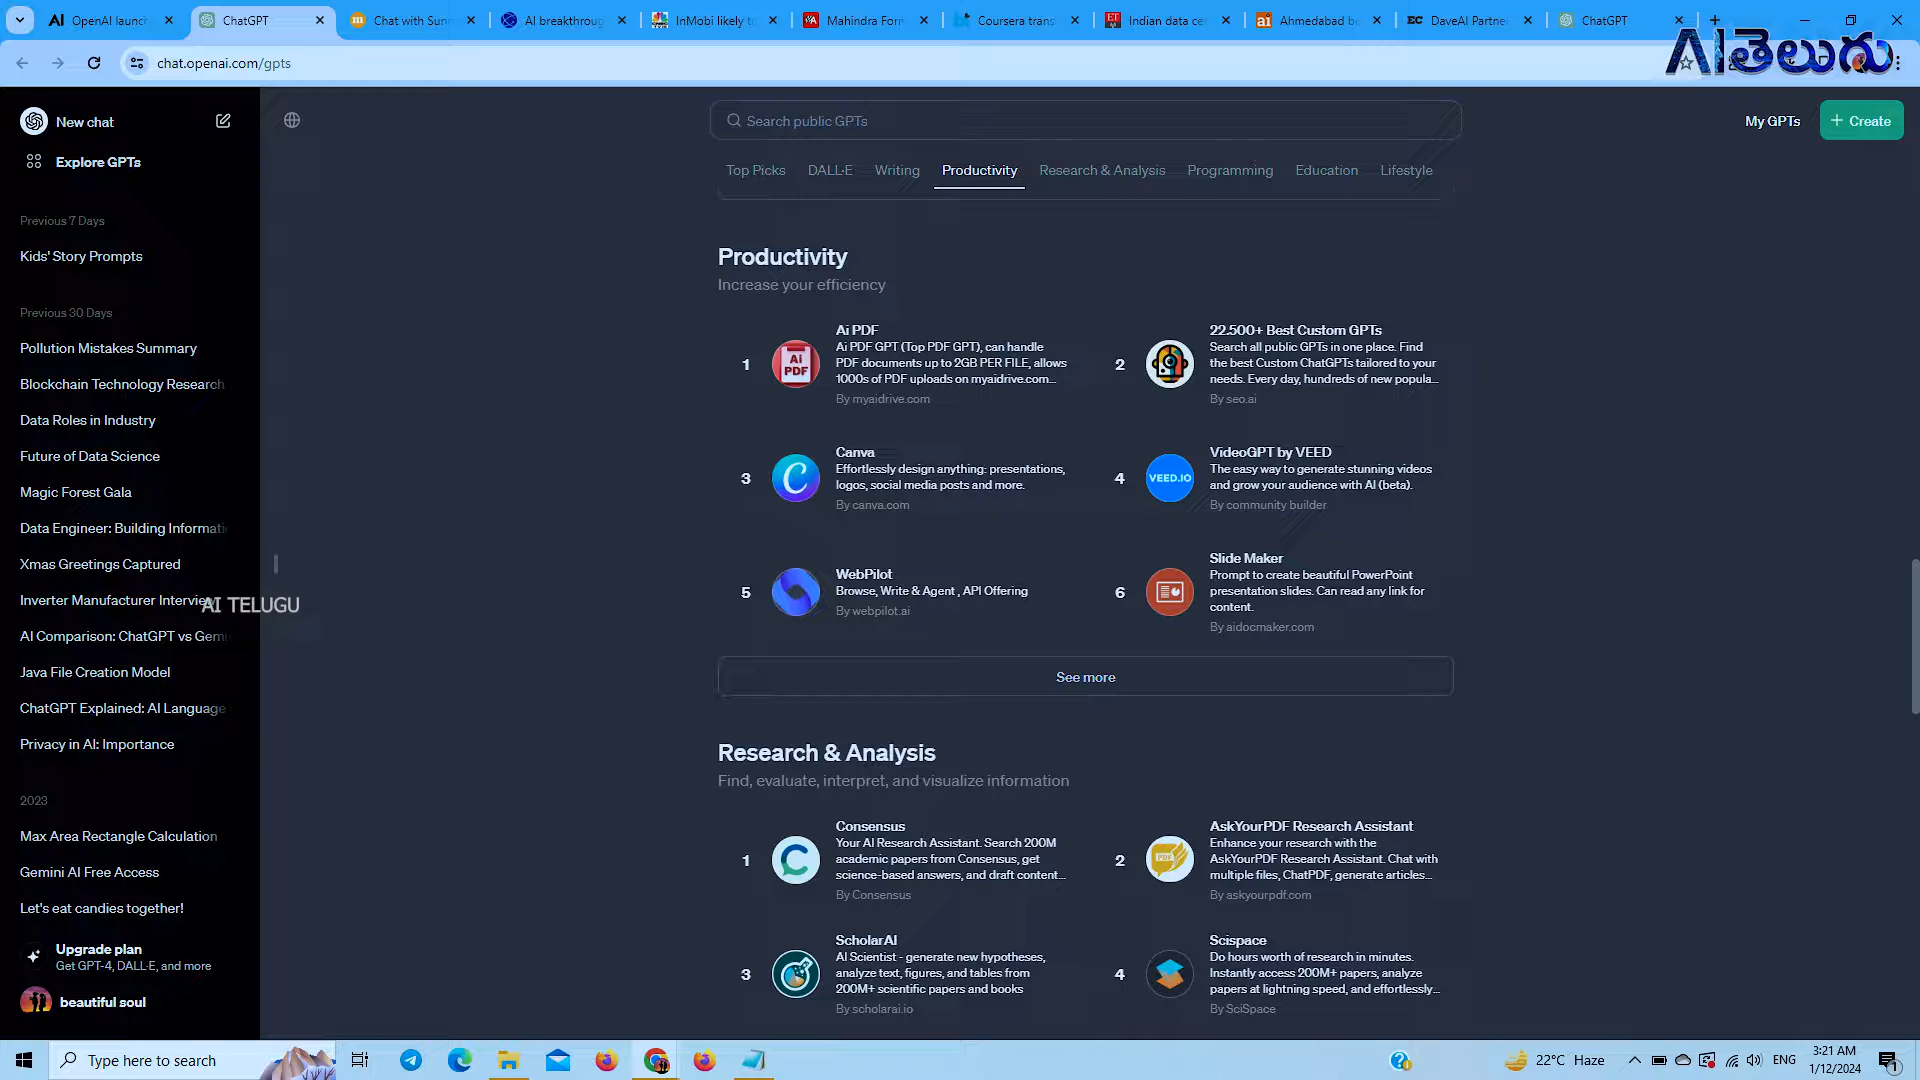 OpenAI launch
ChatGPT
Chat with Sunn
AI breakthroug
InMobi likely t
Mahindra Fore
Coursera trans
Indian data ce
Ahmedabad b
DaveAI Partne
ChatGPT
chat.openai.com/gpts
AIతెలుగు
New chat
Search public GPTs
My GPTs
Create
Explore GPTs
Top Picks
DALL·E
Writing
Productivity
Research & Analysis
Programming
Education
Lifestyle
Previous 7 Days
Kids' Story Prompts
Previous 30 Days
Pollution Mistakes Summary
Blockchain Technology Research
Data Roles in Industry
Future of Data Science
Magic Forest Gala
Data Engineer: Building Informati
Xmas Greetings Captured
Inverter Manufacturer Interview
AI TELUGU
AI Comparison: ChatGPT vs Gemi
Java File Creation Model
ChatGPT Explained: AI Language
Privacy in AI: Importance
2023
Max Area Rectangle Calculation
Gemini AI Free Access
Let's eat candies together!
Upgrade plan
Get GPT-4, DALL·E, and more
beautiful soul
Productivity
Increase your efficiency
1
Ai PDF
Ai PDF GPT (Top PDF GPT), can handle
PDF documents up to 2GB PER FILE, allows
1000s of PDF uploads on myaidrive.com...
By myaidrive.com
2
22.500+ Best Custom GPTs
Search all public GPTs in one place. Find
the best Custom ChatGPTs tailored to your
needs. Every day, hundreds of new popula...
By seo.ai
3
Canva
Effortlessly design anything: presentations,
logos, social media posts and more.
By canva.com
4
VEED.IO
VideoGPT by VEED
The easy way to generate stunning videos
and grow your audience with AI (beta).
By community builder
5
WebPilot
Browse, Write & Agent , API Offering
By webpilot.ai
6
Slide Maker
Prompt to create beautiful PowerPoint
presentation slides. Can read any link for
content.
By aidocmaker.com
See more
Research & Analysis
Find, evaluate, interpret, and visualize information
1
Consensus
Your AI Research Assistant. Search 200M
academic papers from Consensus, get
science-based answers, and draft content...
By Consensus
2
AskYourPDF Research Assistant
Enhance your research with the
AskYourPDF Research Assistant. Chat with
multiple files, ChatPDF, generate articles...
By askyourpdf.com
3
ScholarAI
AI Scientist - generate new hypotheses,
analyze text, figures, and tables from
200M+ scientific papers and books
By scholarai.io
4
Scispace
Do hours worth of research in minutes.
Instantly access 200M+ papers, analyze
papers at lightning speed, and effortlessly...
By SciSpace
Type here to search
22°C Haze
ENG
3:21 AM
1/12/2024